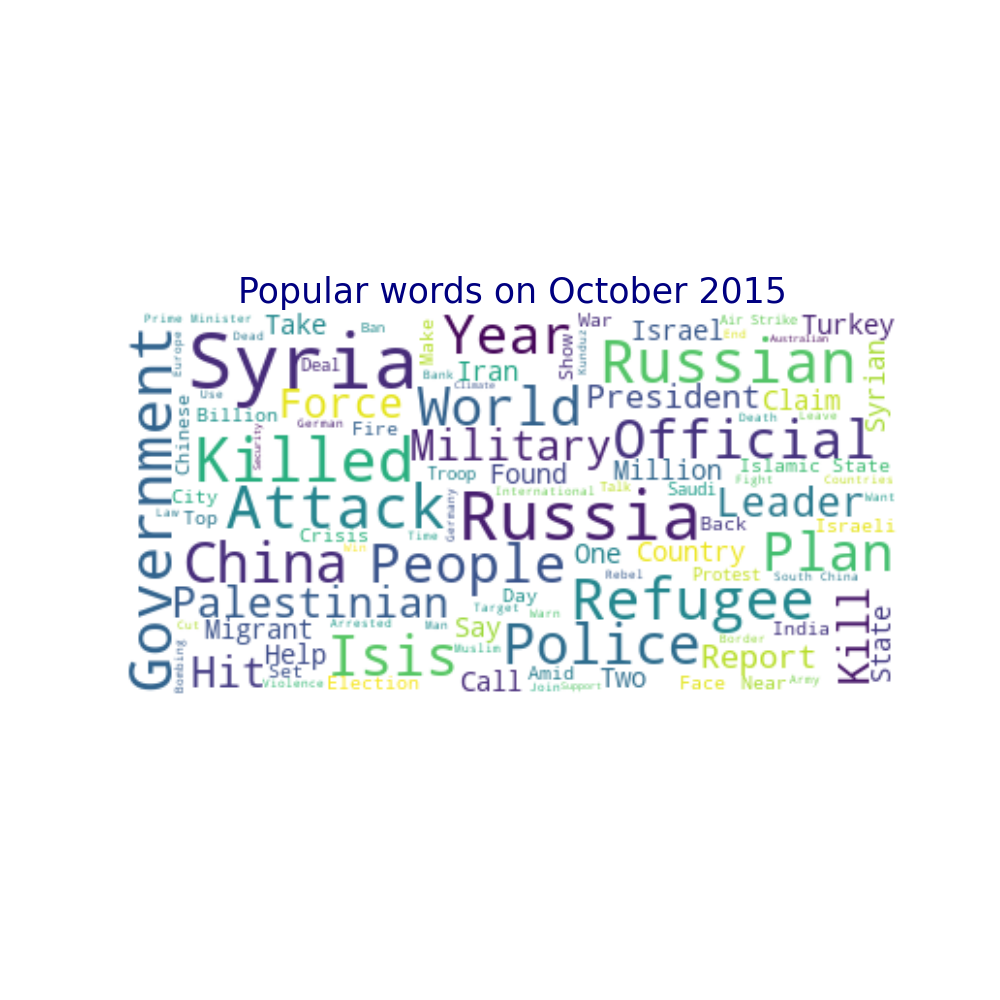 Popular words on October 2015
Prime Minister
Take
Ban
Make
Year
War
Israel
Air Strike
Turkey
Government
Europe
Dead
Syria
Deal
Bank
Iran
Climate
Show
Kunduz
Russian
End
Australian
Syrian
Use
Billion
Chinese
Force
German
Fire
World
President
Claim
Death
Leave
Security
Killed
Military
Official
Troop
Found
Million
Islamic State
Fight
Countries
City
Law
Top
Attack
International
Talk
Saudi
Leader
Want
Germany
Russia
Back
Israeli
Crisis
Win
Time
China
People
One
Country
Plan
Rebel
Protest
South China
Palestinian
Day
Target
Warn
Refugee
Kill
State
Cut
Migrant
Arrested
Man
Say
Muslim
Police
Border
India
Report
Bombing
Hit
Help
Set
Violence
Isis
Election
Call
Amid
Join
Support
Two
Face
Near
Army